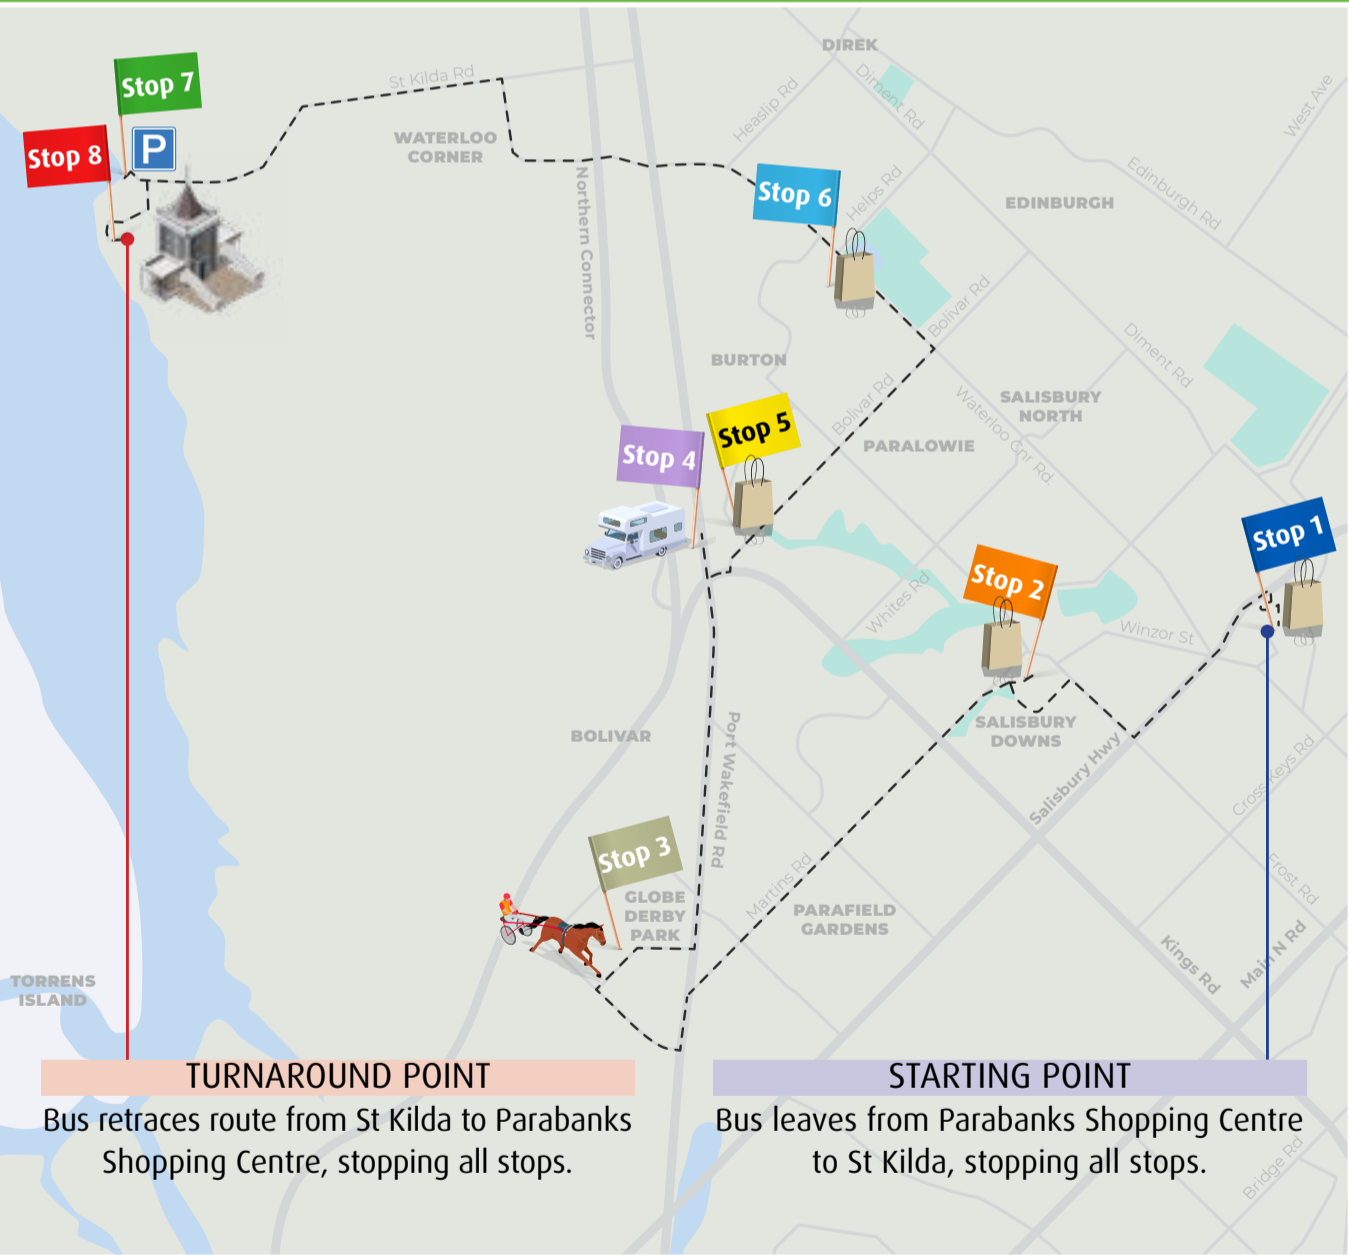 DIREK
Stop 7
St Kilda Rd
Heaslip Rd
Diment Rd
West Ave
WATERLOO
CORNER
P
Stop 8
Stop 6
Helps Rd
Edinburgh Rd
EDINBURGH
Northern Connector
Bolivar Rd
BURTON
Diment Rd
Bolivar Rd
Waterloo Cnr Rd.
SALISBURY
NORTH
Stop 5
PARALOWIE
Stop 4
Stop 1
Stop 2
Whites Rd
Winzor St
SALISBURY
DOWNS
BOLIVAR
Port Wakefield Rd
Salisbury Hwy
Cross Keys Rd
Stop 3
GLOBE
DERBY
PARK
Martins Rd
PARAFIELD
GARDENS
Frost Rd
Kings Rd
Main N Rd
TORRENS
ISLAND
TURNAROUND POINT
Bus retraces route from St Kilda to Parabanks
Shopping Centre, stopping all stops.
STARTING POINT
Bus leaves from Parabanks Shopping Centre
to St Kilda, stopping all stops.
Bridge Rd